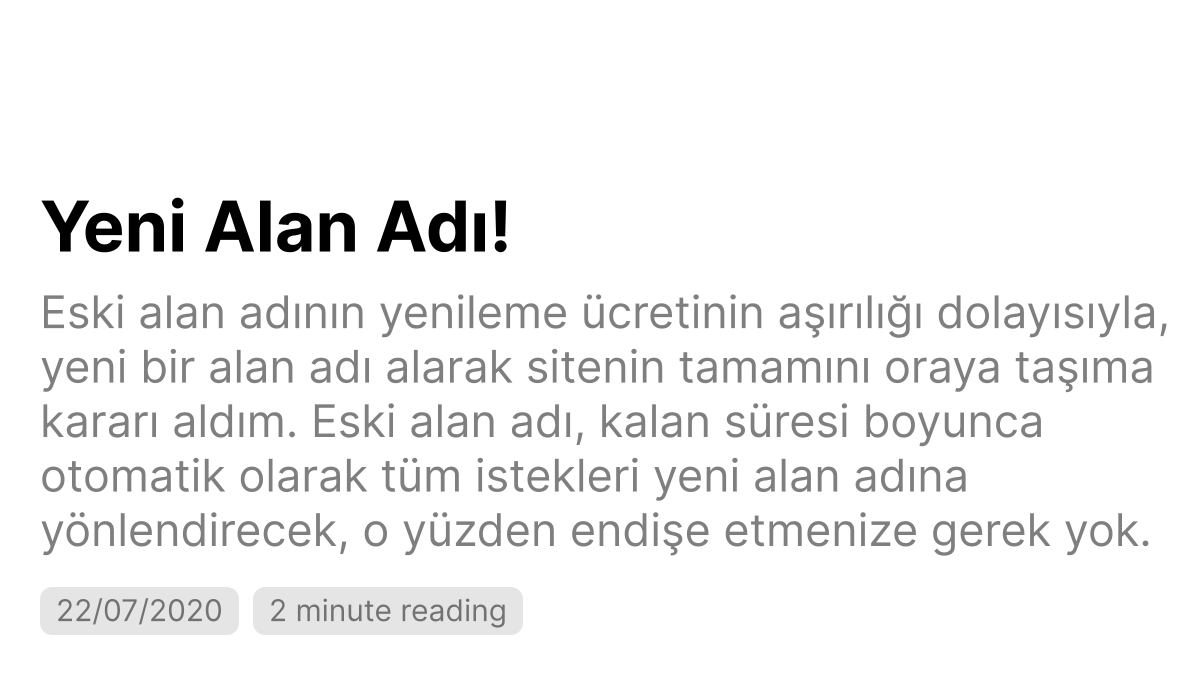 Yeni Alan Adı!
Eski alan adının yenileme ücretinin aşırılığı dolayısıyla,
yeni bir alan adı alarak sitenin tamamını oraya taşıma
kararı aldım. Eski alan adı, kalan süresi boyunca
otomatik olarak tüm istekleri yeni alan adına
yönlendirecek, o yüzden endişe etmenize gerek yok.
22/07/2020 2 minute reading